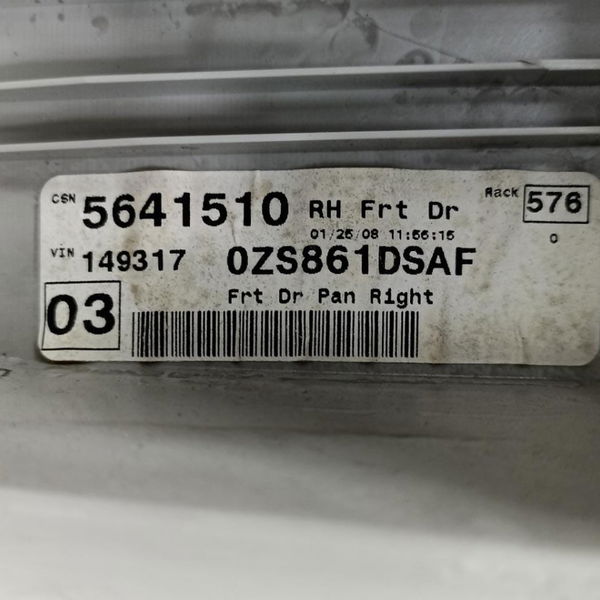 CSN 5641510 RH Frt Dr Rack 576
01/25/08 11:56:15 0
VIN 149317 0ZS861DSAF
03 Frt Dr Pan Right